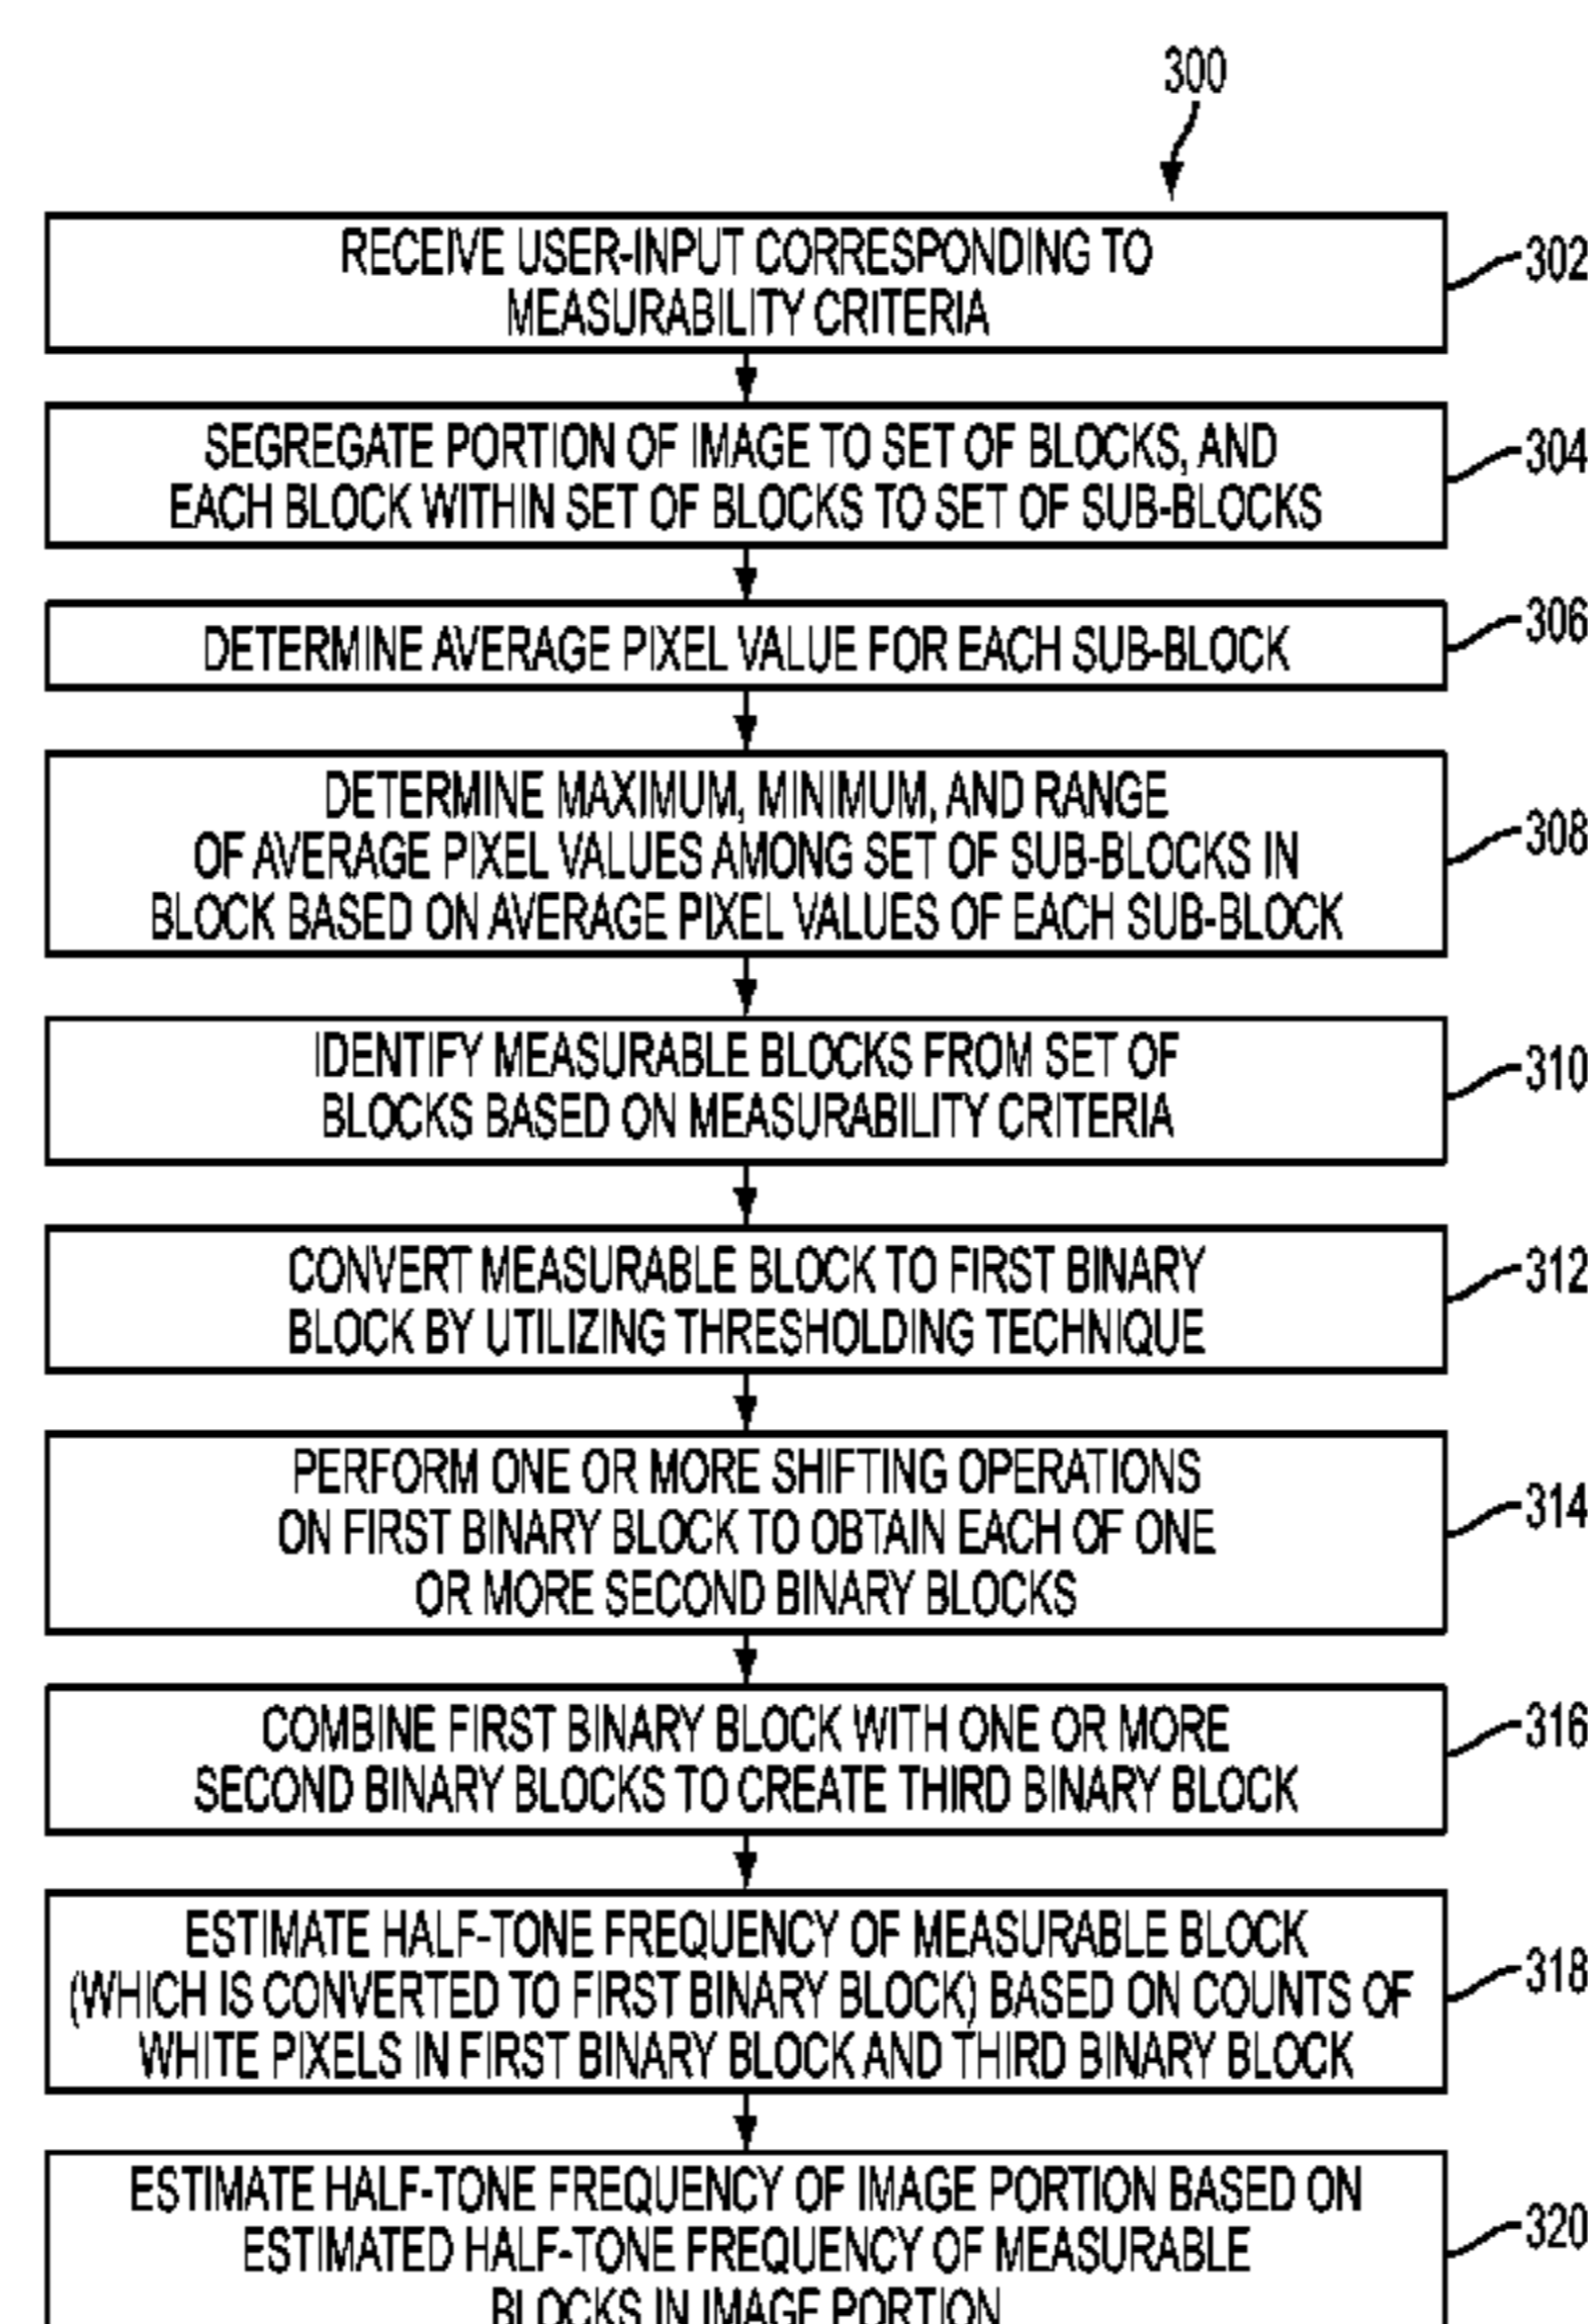 300
RECEIVE USER-INPUT CORRESPONDING TO
MEASURABILITY CRITERIA
302
SEGREGATE PORTION OF IMAGE TO SET OF BLOCKS, AND
EACH BLOCK WITHIN SET OF BLOCKS TO SET OF SUB-BLOCKS
304
DETERMINE AVERAGE PIXEL VALUE FOR EACH SUB-BLOCK
306
DETERMINE MAXIMUM, MINIMUM, AND RANGE
OF AVERAGE PIXEL VALUES AMONG SET OF SUB-BLOCKS IN
BLOCK BASED ON AVERAGE PIXEL VALUES OF EACH SUB-BLOCK
308
IDENTIFY MEASURABLE BLOCKS FROM SET OF
BLOCKS BASED ON MEASURABILITY CRITERIA
310
CONVERT MEASURABLE BLOCK TO FIRST BINARY
BLOCK BY UTILIZING THRESHOLDING TECHNIQUE
312
PERFORM ONE OR MORE SHIFTING OPERATIONS
ON FIRST BINARY BLOCK TO OBTAIN EACH OF ONE
OR MORE SECOND BINARY BLOCKS
314
COMBINE FIRST BINARY BLOCK WITH ONE OR MORE
SECOND BINARY BLOCKS TO CREATE THIRD BINARY BLOCK
316
ESTIMATE HALF-TONE FREQUENCY OF MEASURABLE BLOCK
(WHICH IS CONVERTED TO FIRST BINARY BLOCK) BASED ON COUNTS OF
WHITE PIXELS IN FIRST BINARY BLOCK AND THIRD BINARY BLOCK
318
ESTIMATE HALF-TONE FREQUENCY OF IMAGE PORTION BASED ON
ESTIMATED HALF-TONE FREQUENCY OF MEASURABLE
BLOCKS IN IMAGE PORTION
320